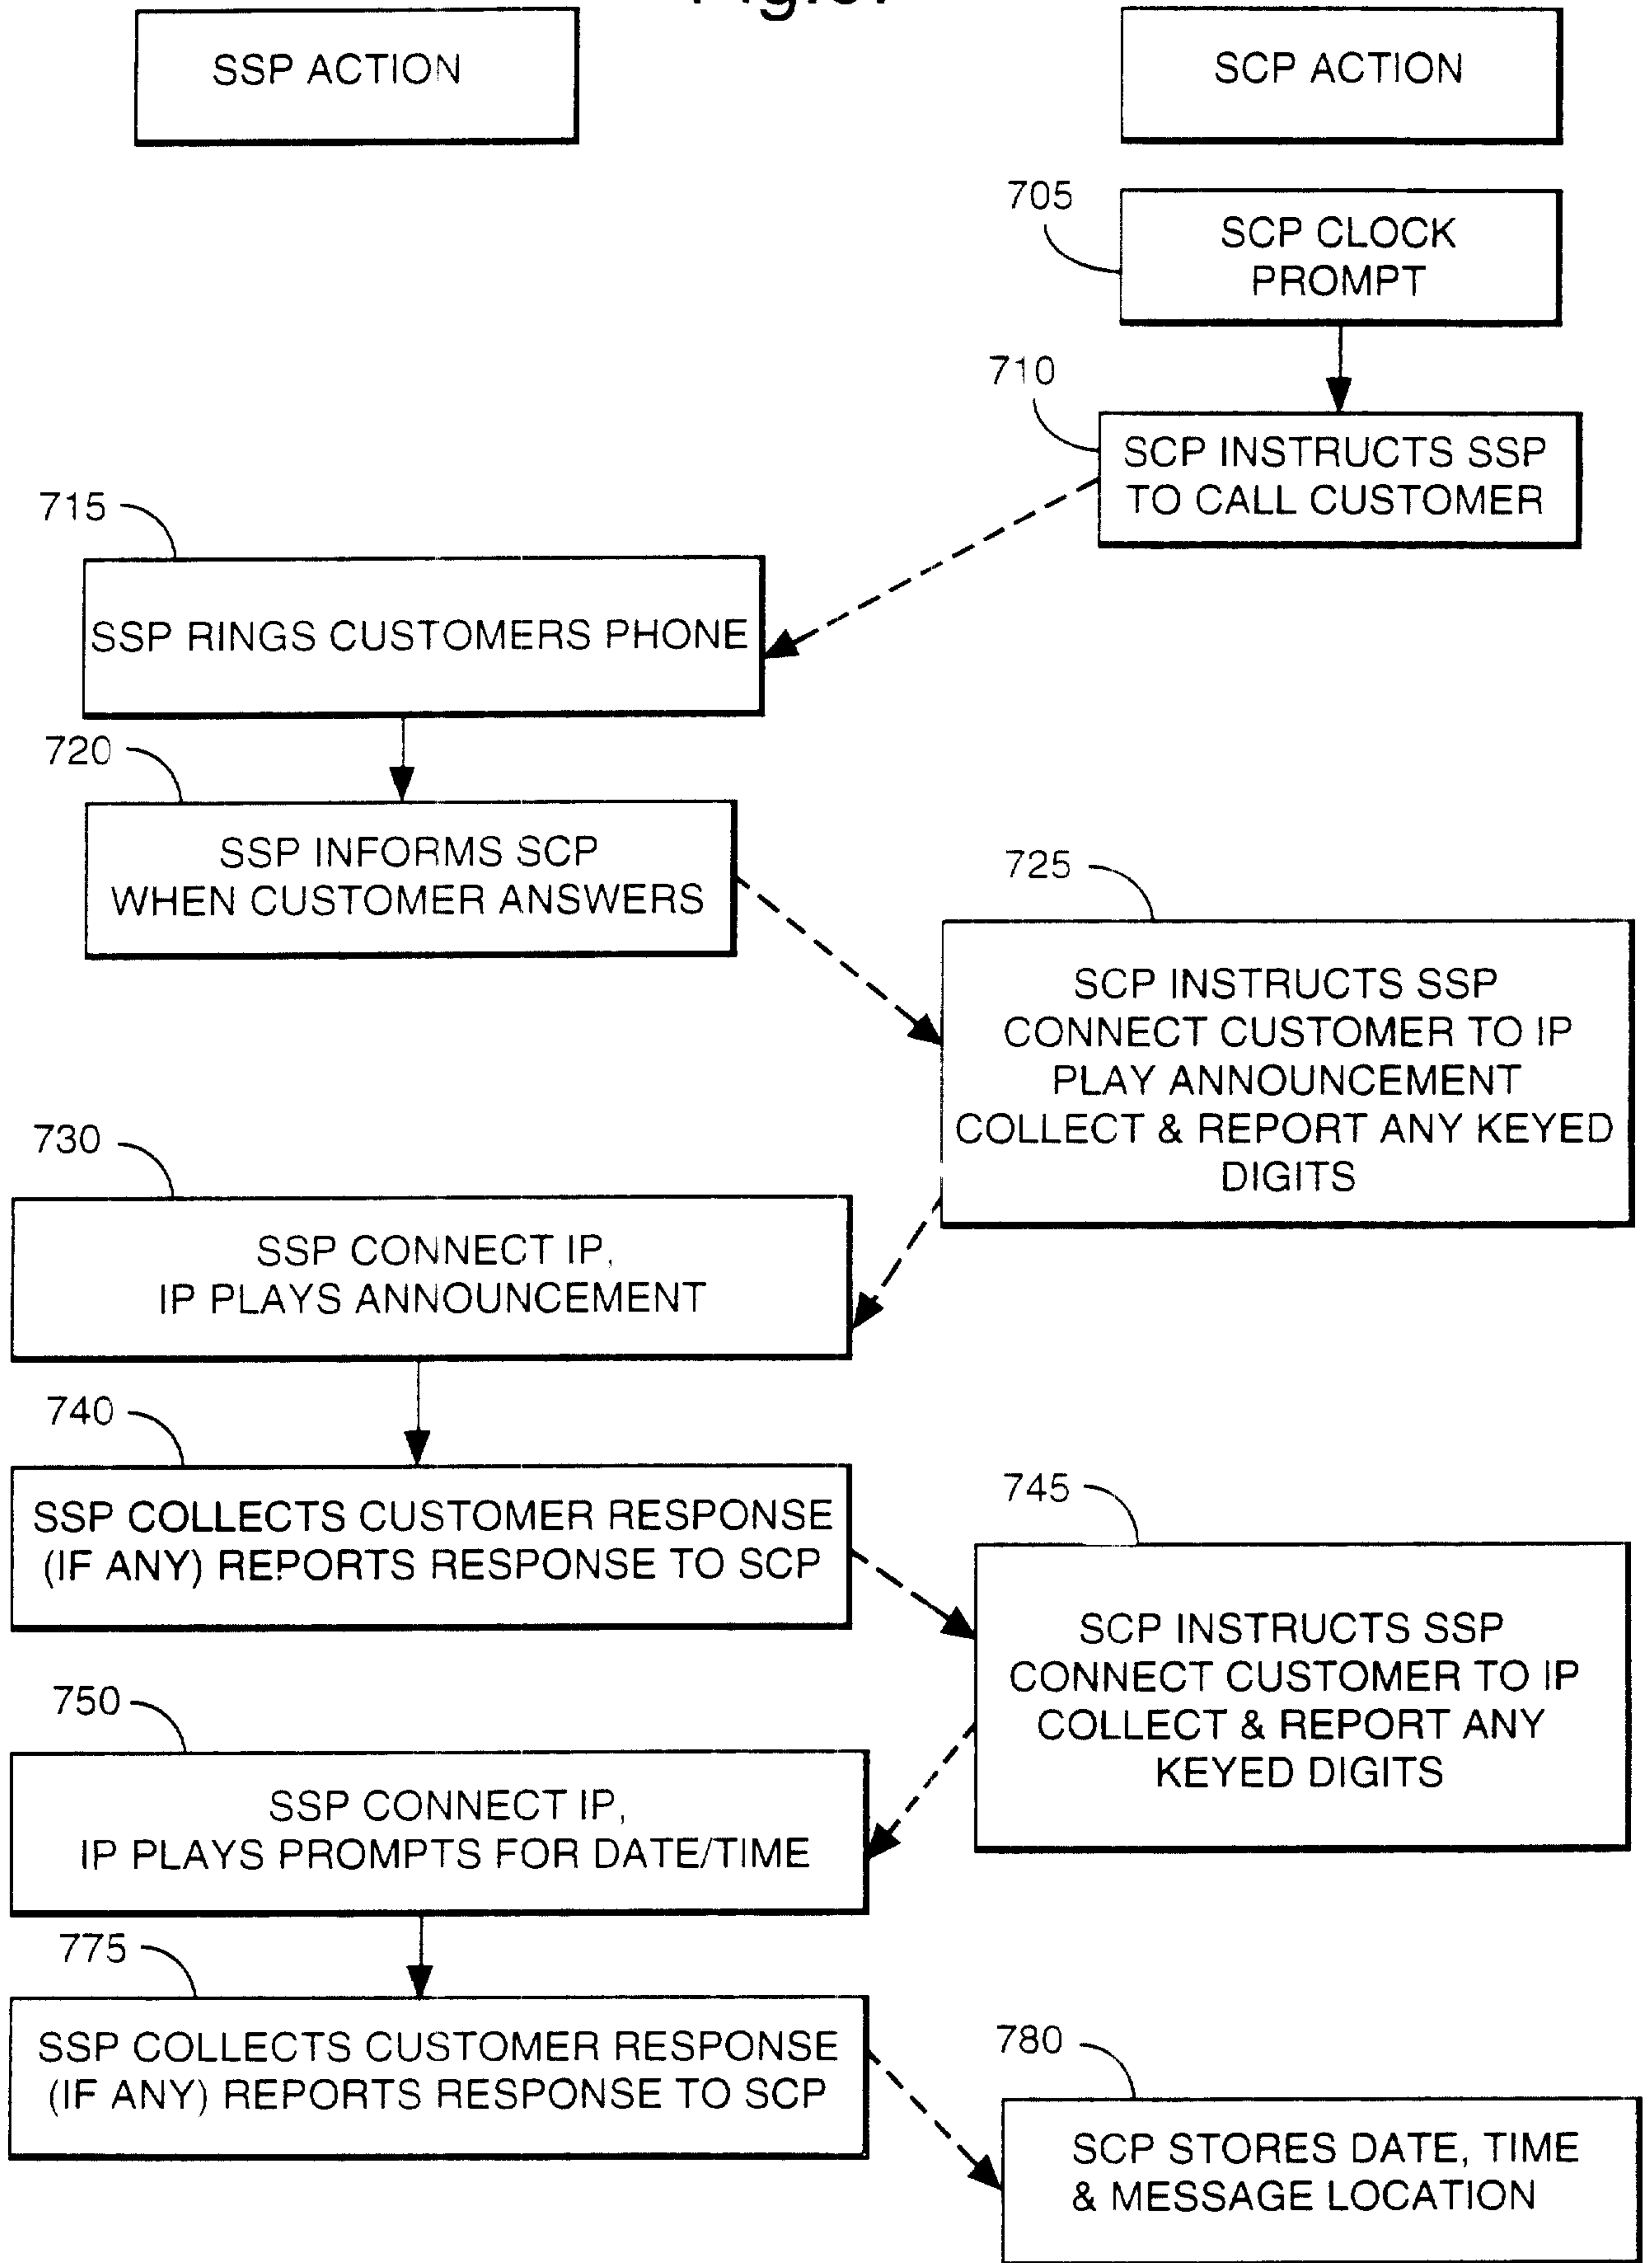 SSP ACTION
SCP ACTION
705
SCP CLOCK
PROMPT
710
SCP INSTRUCTS SSP
TO CALL CUSTOMER
715
SSP RINGS CUSTOMERS PHONE
720
SSP INFORMS SCP
WHEN CUSTOMER ANSWERS
725
SCP INSTRUCTS SSP
CONNECT CUSTOMER TO IP
PLAY ANNOUNCEMENT
COLLECT & REPORT ANY KEYED
DIGITS
730
SSP CONNECT IP,
IP PLAYS ANNOUNCEMENT
740
SSP COLLECTS CUSTOMER RESPONSE
(IF ANY) REPORTS RESPONSE TO SCP
745
SCP INSTRUCTS SSP
CONNECT CUSTOMER TO IP
COLLECT & REPORT ANY
KEYED DIGITS
750
SSP CONNECT IP,
IP PLAYS PROMPTS FOR DATE/TIME
775
SSP COLLECTS CUSTOMER RESPONSE
(IF ANY) REPORTS RESPONSE TO SCP
780
SCP STORES DATE, TIME
& MESSAGE LOCATION